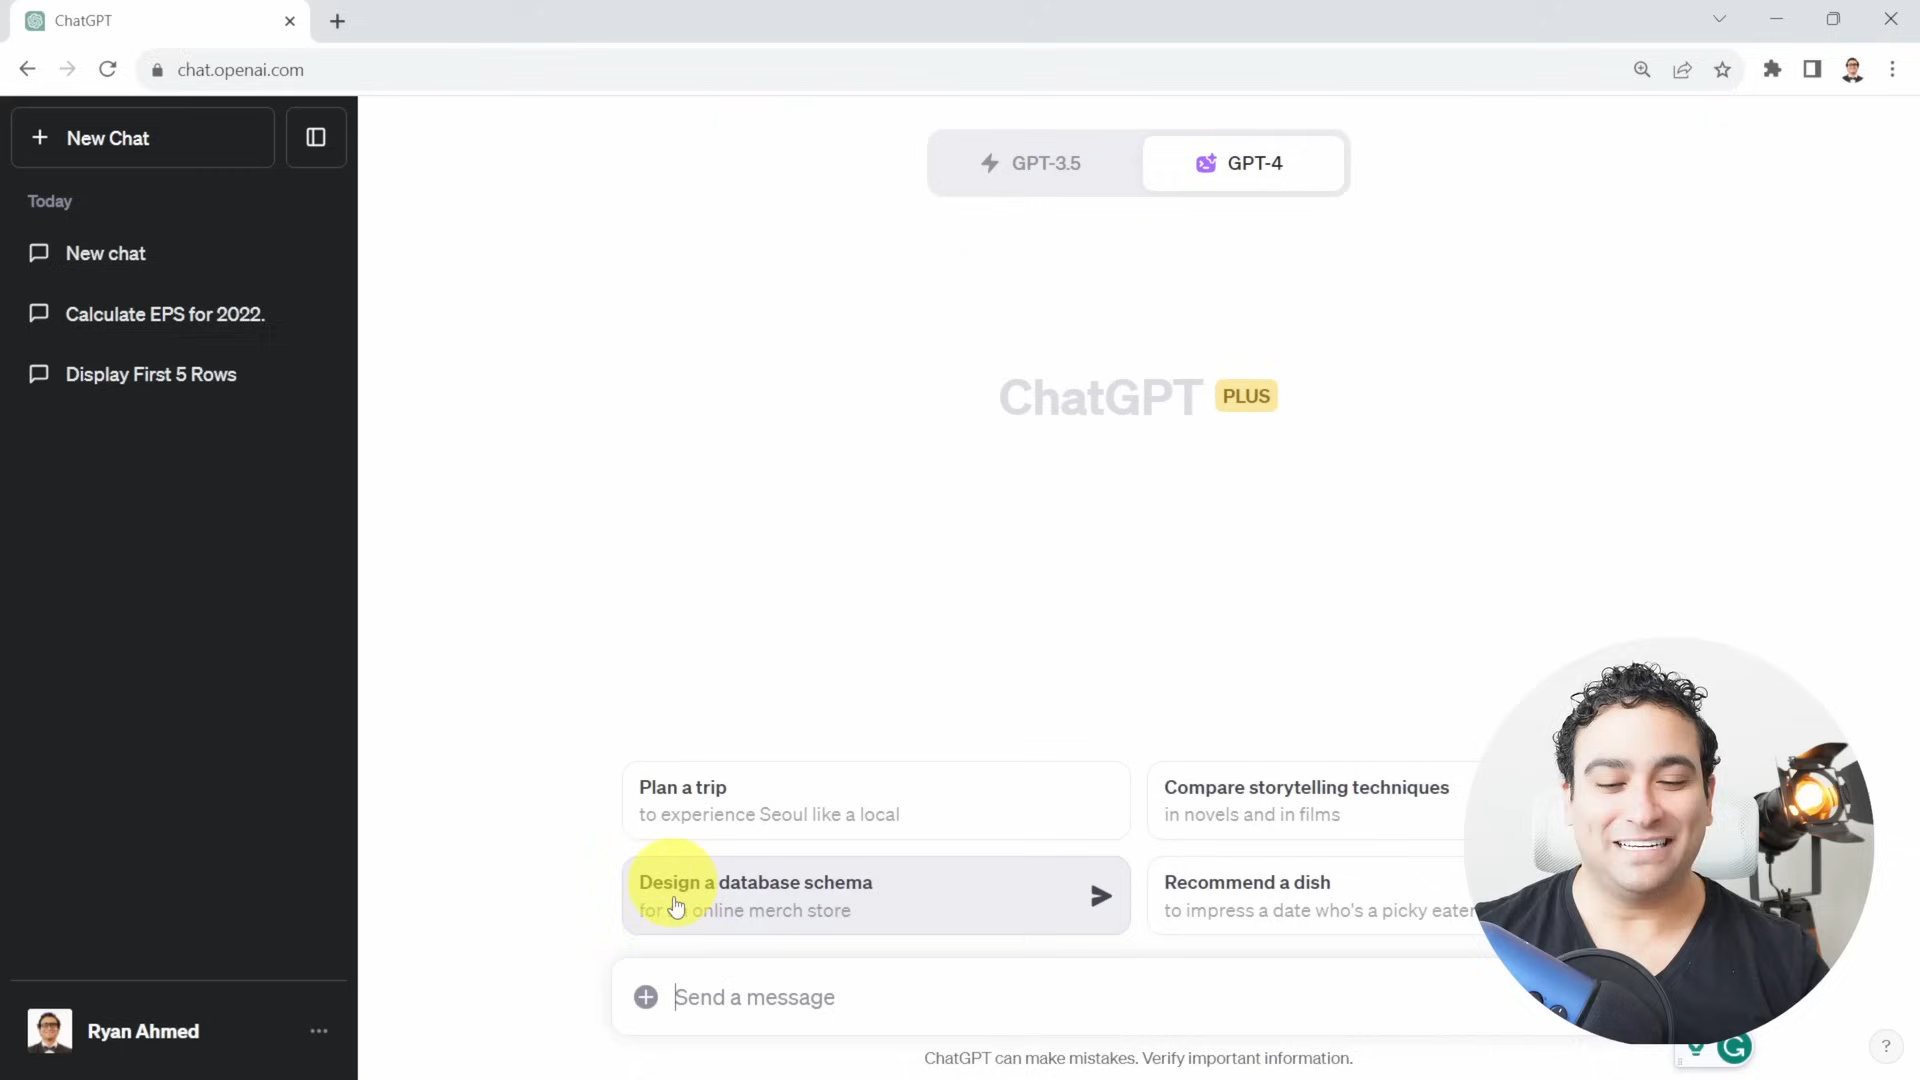 ChatGPT
chat.openai.com
New Chat
Today
New chat
Calculate EPS for 2022.
Display First 5 Rows
Ryan Ahmed
GPT-3.5
GPT-4
ChatGPT PLUS
Plan a trip
to experience Seoul like a local
Compare storytelling techniques
in novels and in films
Design a database schema
for an online merch store
Recommend a dish
to impress a date who's a picky eater
Send a message
ChatGPT can make mistakes. Verify important information.
?